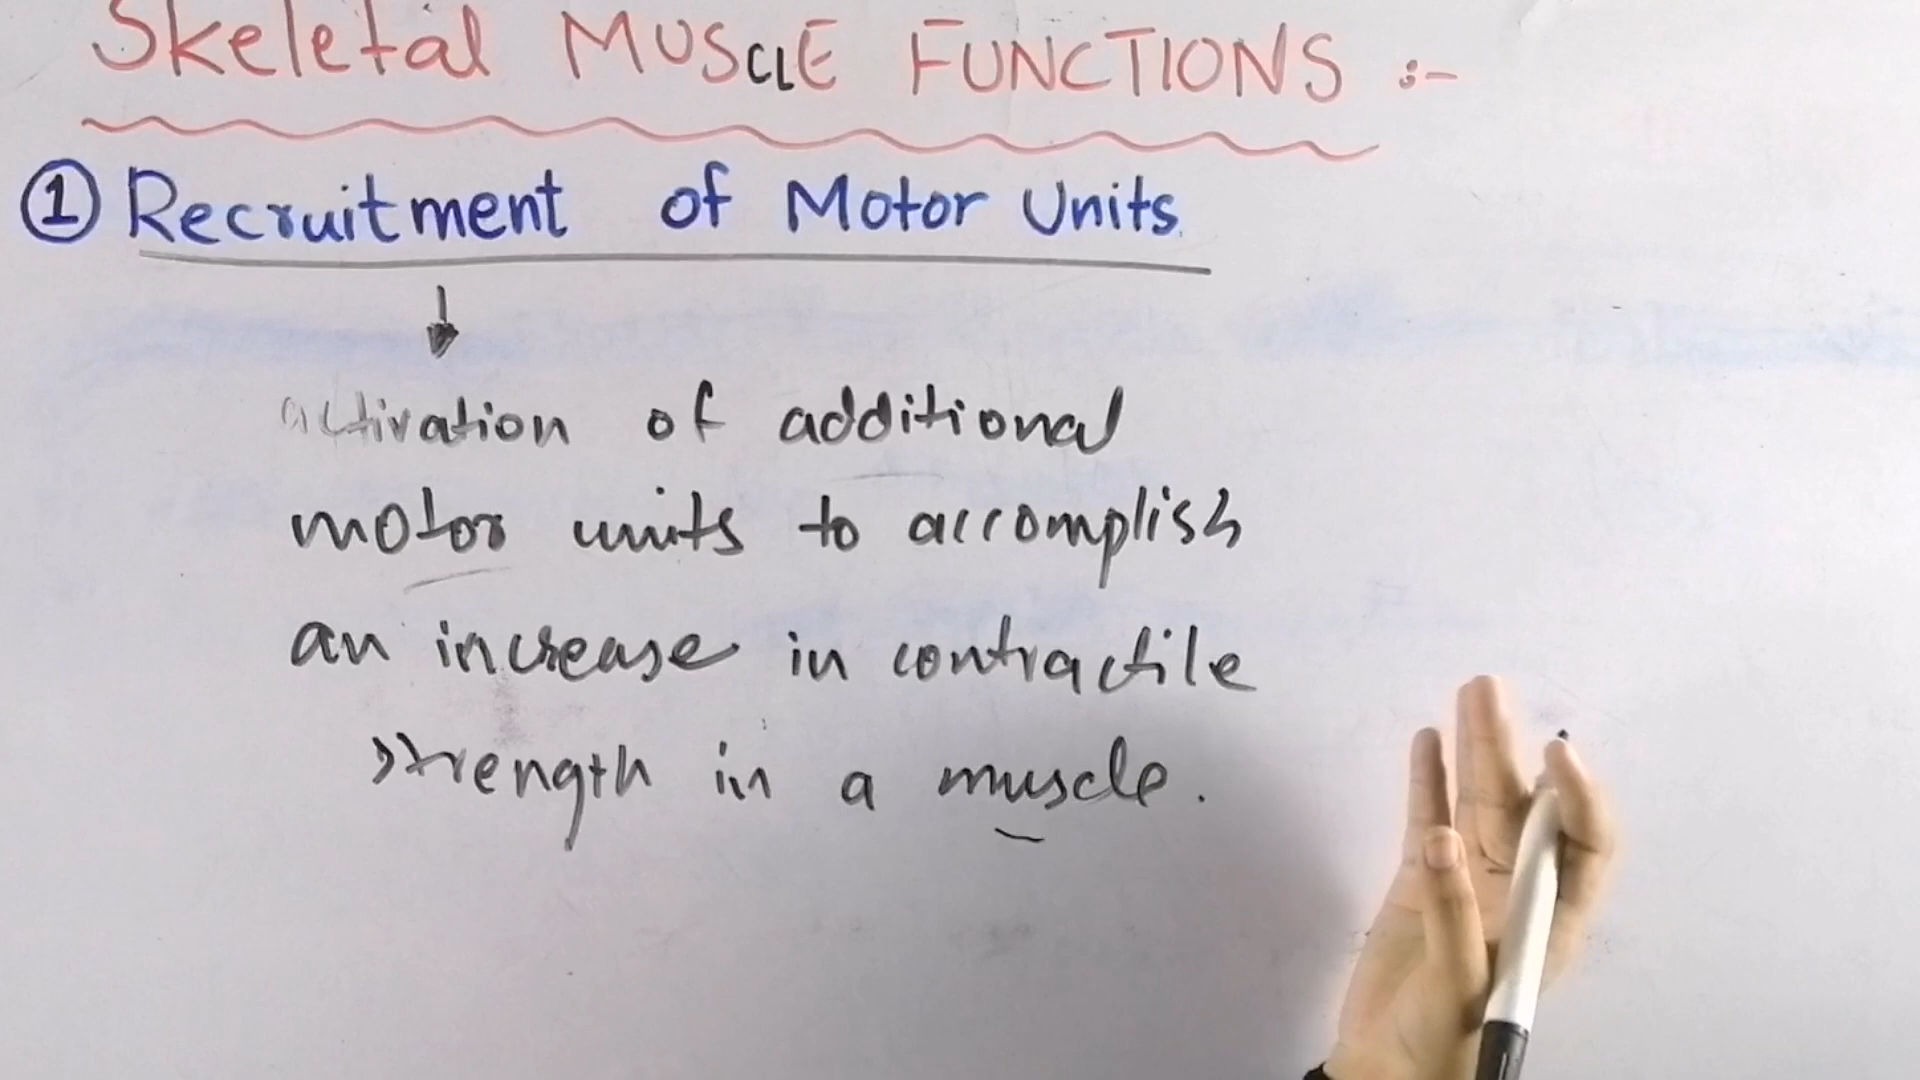 Skeletal MUSCLE FUNCTIONS :-
① Recruitment of Motor Units
activation of additional
motor units to accomplish
an increase in contractile
strength in a muscle.